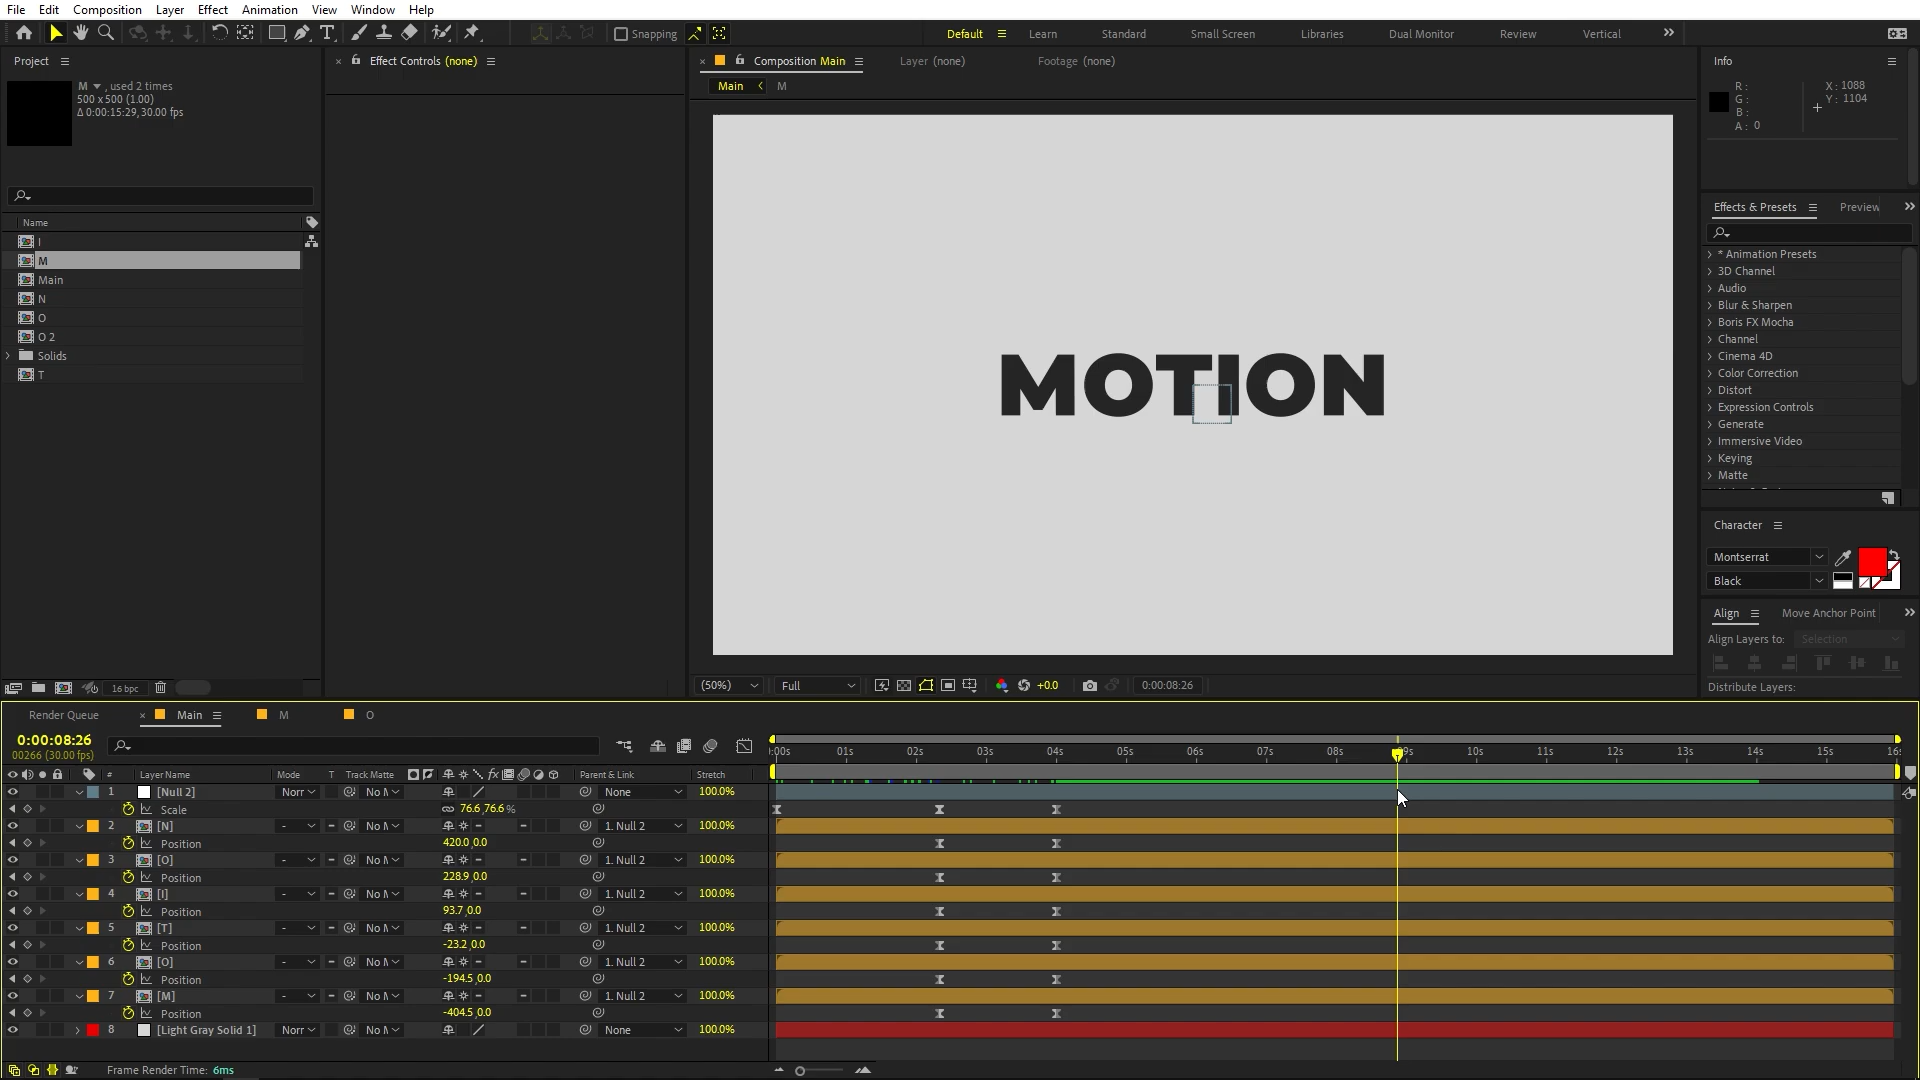 File Edit Composition Layer Effect Animation View Window Help
Snapping
Default Learn Standard Small Screen Libraries Dual Monitor Review Vertical
Project
M , used 2 times
500 x 500 (1.00)
Δ 0:00:15:29, 30.00 fps
Name
I
M
Main
N
O
O 2
Solids
T
16 bpc
Effect Controls (none)
Composition Main Layer (none) Footage (none)
Main M
MOTION
(50%) Full +0.0 0:00:08:26
Info
R : X : 1088
G : Y : 1104
B :
A : 0
Effects & Presets Preview
* Animation Presets
3D Channel
Audio
Blur & Sharpen
Boris FX Mocha
Channel
Cinema 4D
Color Correction
Distort
Expression Controls
Generate
Immersive Video
Keying
Matte
Character
Montserrat
Black
Align Move Anchor Point
Align Layers to: Selection
Distribute Layers:
Render Queue Main M O
0:00:08:26
00266 (30.00 fps)
:00s 01s 02s 03s 04s 05s 06s 07s 08s 09s 10s 11s 12s 13s 14s 15s 16s
# Layer Name Mode T Track Matte Parent & Link Stretch
1 [Null 2] Norr No M None 100.0%
Scale 76.6,76.6 %
2 [N] - No M 1. Null 2 100.0%
Position 420.0,0.0
3 [O] - No M 1. Null 2 100.0%
Position 228.9,0.0
4 [I] - No M 1. Null 2 100.0%
Position 93.7,0.0
5 [T] - No M 1. Null 2 100.0%
Position -23.2,0.0
6 [O] - No M 1. Null 2 100.0%
Position -194.5,0.0
7 [M] - No M 1. Null 2 100.0%
Position -404.5,0.0
8 [Light Gray Solid 1] Norr No M None 100.0%
Frame Render Time: 6ms